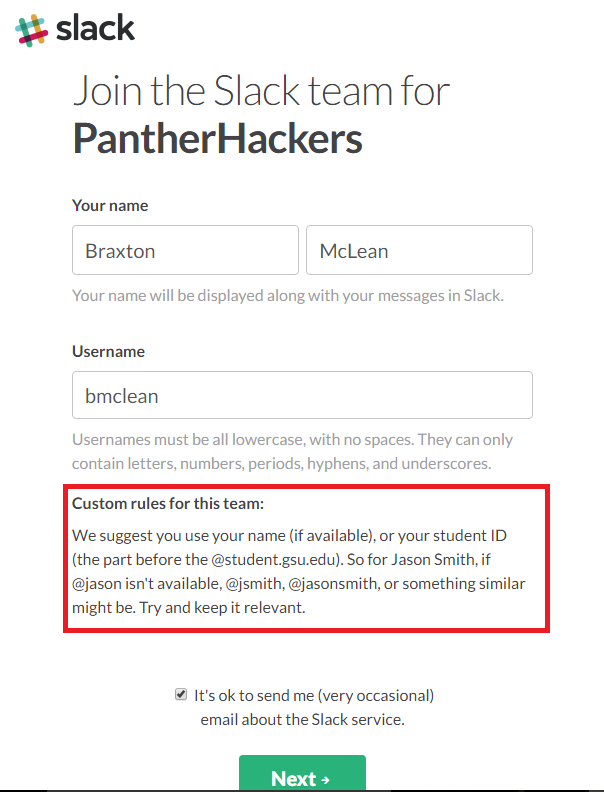 slack
Join the Slack team for
PantherHackers
Your name
Braxton
McLean
Your name will be displayed along with your messages in Slack.
Username
bmclean
Usernames must be all lowercase, with no spaces. They can only
contain letters, numbers, periods, hyphens, and underscores.
Custom rules for this team:
We suggest you use your name (if available), or your student ID
(the part before the @student.gsu.edu). So for Jason Smith, if
@jason isn't available, @jsmith, @jasonsmith, or something similar
might be. Try and keep it relevant.
It's ok to send me (very occasional)
email about the Slack service.
Next →